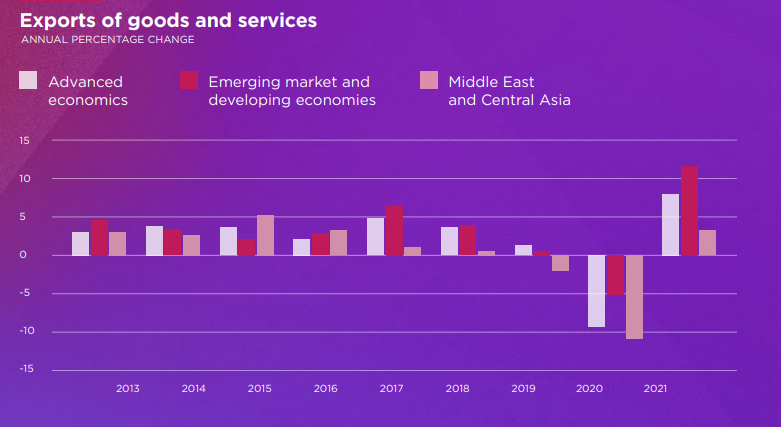 Exports of goods and services
ANNUAL PERCENTAGE CHANGE
Advanced
economics
Emerging market and
developing economies
Middle East
and Central Asia
15
10
5
0
-5
-10
-15
2013 2014 2015 2016 2017 2018 2019 2020 2021